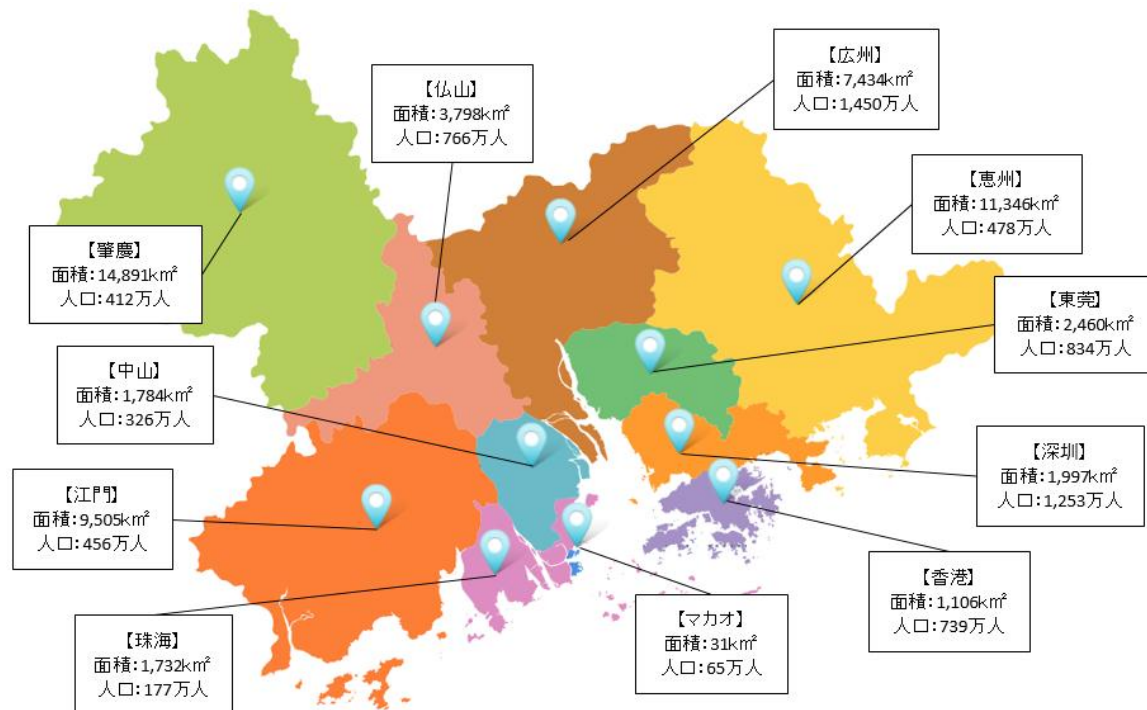 【広州】
面積:7,434k㎡
人口:1,450万人
【仏山】
面積:3,798k㎡
人口:766万人
【恵州】
面積:11,346k㎡
人口:478万人
【肇慶】
面積:14,891k㎡
人口:412万人
【東莞】
面積:2,460k㎡
人口:834万人
【中山】
面積:1,784k㎡
人口:326万人
【深圳】
面積:1,997k㎡
人口:1,253万人
【江門】
面積:9,505k㎡
人口:456万人
【香港】
面積:1,106k㎡
人口:739万人
【マカオ】
面積:31k㎡
人口:65万人
【珠海】
面積:1,732k㎡
人口:177万人